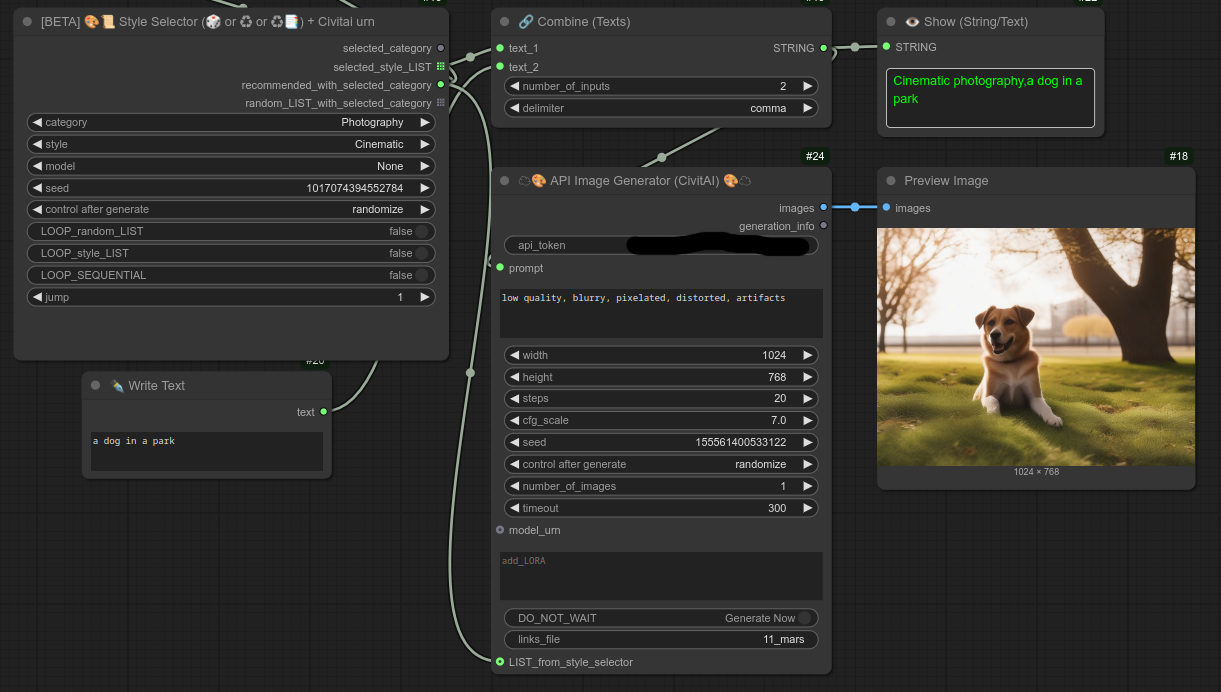 [BETA] 🎨📜 Style Selector (🎲 or ♻ or ♻📑) + Civitai urn
selected_category
selected_style_LIST
recommended_with_selected_category
random_LIST_with_selected_category
category Photography
style Cinematic
model None
seed 1017074394552784
control after generate randomize
LOOP_random_LIST false
LOOP_style_LIST false
LOOP_SEQUENTIAL false
jump 1
✒️ Write Text
text
a dog in a park
🔗 Combine (Texts)
text_1 STRING
text_2
number_of_inputs 2
delimiter comma
#24
☁🎨 API Image Generator (CivitAI) 🎨☁
images
generation_info
api_token
prompt
low quality, blurry, pixelated, distorted, artifacts
width 1024
height 768
steps 20
cfg_scale 7.0
seed 155561400533122
control after generate randomize
number_of_images 1
timeout 300
model_urn
add_LORA
DO_NOT_WAIT Generate Now
links_file 11_mars
LIST_from_style_selector
👁️ Show (String/Text)
STRING
Cinematic photography,a dog in a
park
#18
Preview Image
images
1024 × 768